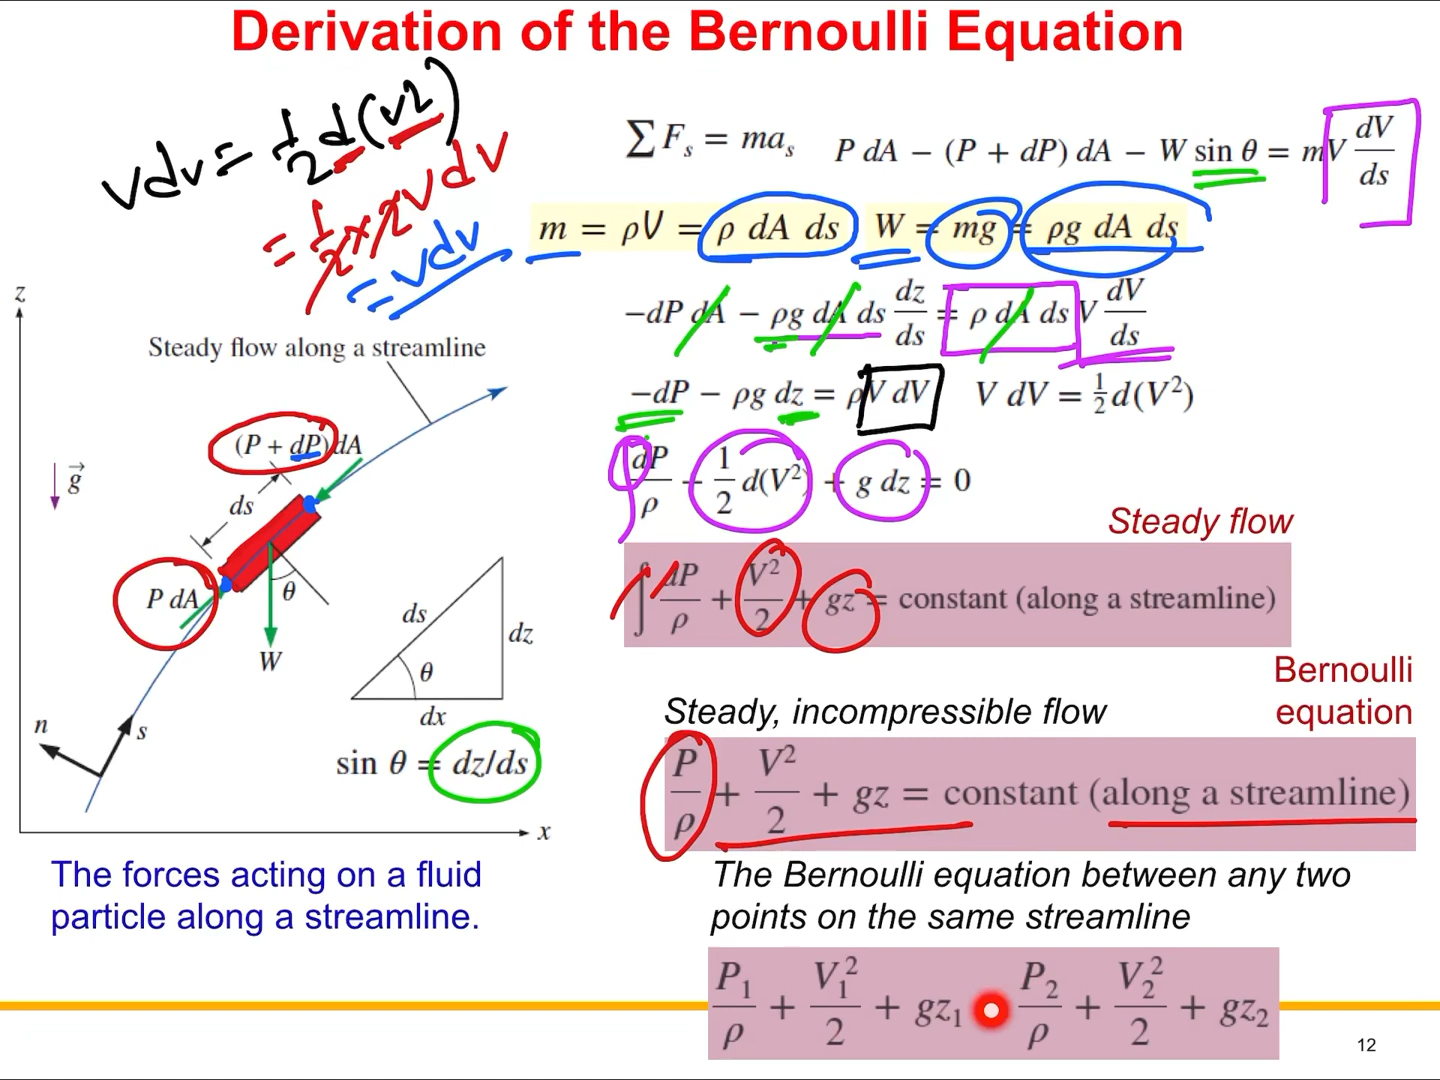 Derivation of the Bernoulli Equation
vdv = 1/2 d(v2)
= 1/2 x 2vdv
= vdv
∑ F_s = ma_s
P dA − (P + dP) dA − W sin θ = mV dV/ds
m = ρV = ρ dA ds
W = mg = ρg dA ds
−dP dA − ρg dA ds dz/ds = ρ dA ds V dV/ds
−dP − ρg dz = ρV dV
V dV = ½ d(V²)
dP/ρ + 1/2 d(V²) + g dz = 0
Steady flow
∫ dP/ρ + V²/2 + gz = constant (along a streamline)
Bernoulli
equation
Steady, incompressible flow
P/ρ + V²/2 + gz = constant (along a streamline)
The Bernoulli equation between any two
points on the same streamline
P₁/ρ + V₁²/2 + gz₁ P₂/ρ + V₂²/2 + gz₂
z
Steady flow along a streamline
(P + dP) dA
g
ds
θ
P dA
W
ds
dz
θ
dx
n
s
sin θ = dz/ds
x
The forces acting on a fluid
particle along a streamline.
12